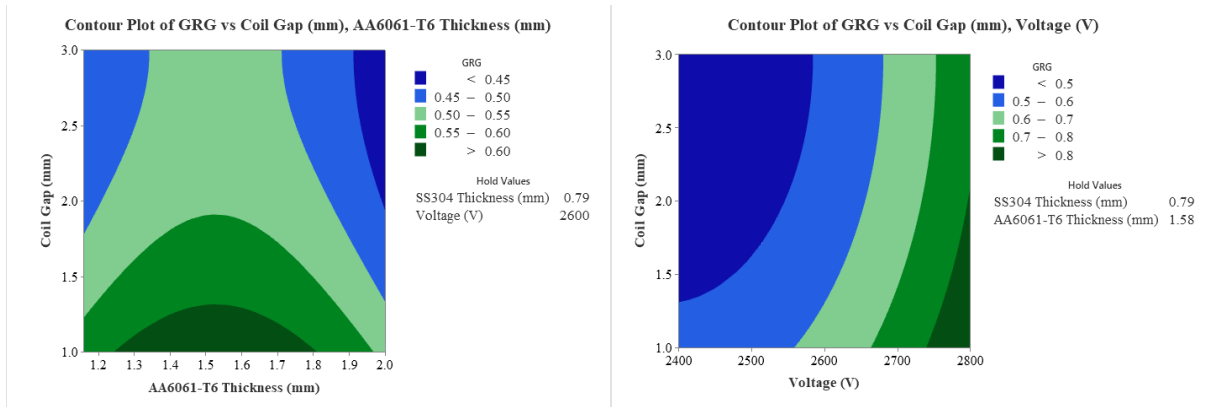 Contour Plot of GRG vs Coil Gap (mm), AA6061-T6 Thickness (mm)
3.0
2.5
2.0
1.5
1.0
Coil Gap (mm)
1.2 1.3 1.4 1.5 1.6 1.7 1.8 1.9 2.0
AA6061-T6 Thickness (mm)
GRG
< 0.45
0.45 – 0.50
0.50 – 0.55
0.55 – 0.60
> 0.60
Hold Values
SS304 Thickness (mm) 0.79
Voltage (V) 2600
Contour Plot of GRG vs Coil Gap (mm), Voltage (V)
3.0
2.5
2.0
1.5
1.0
Coil Gap (mm)
2400 2500 2600 2700 2800
Voltage (V)
GRG
< 0.5
0.5 – 0.6
0.6 – 0.7
0.7 – 0.8
> 0.8
Hold Values
SS304 Thickness (mm) 0.79
AA6061-T6 Thickness (mm) 1.58